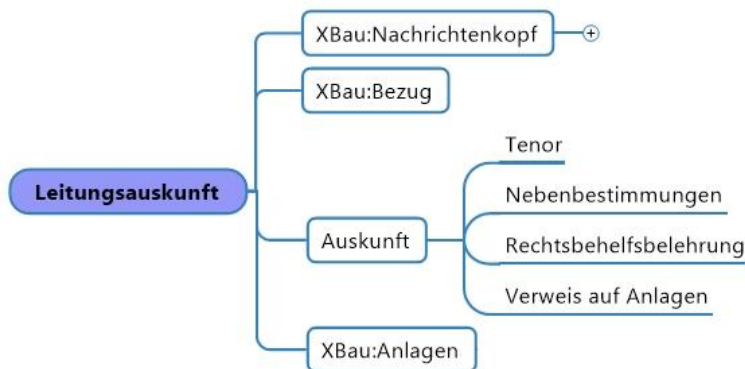 XBau:Nachrichtenkopf
XBau:Bezug
Leitungsauskunft
Auskunft
Tenor
Nebenbestimmungen
Rechtsbehelfsbelehrung
Verweis auf Anlagen
XBau:Anlagen